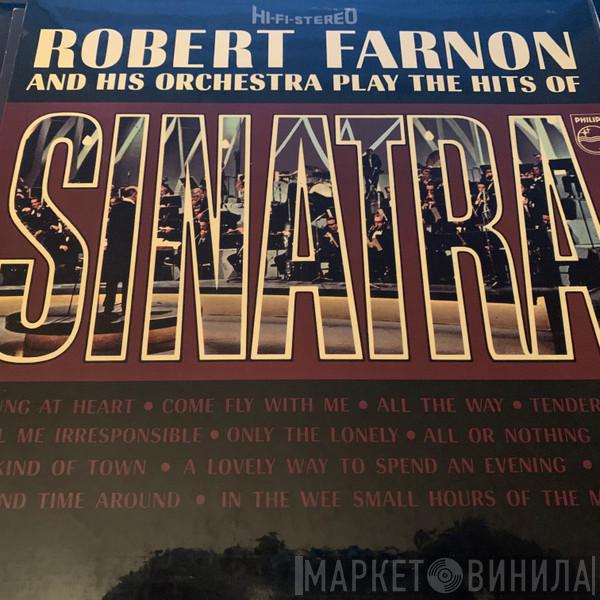 HI-FI-STEREO
ROBERT FARNON
AND HIS ORCHESTRA PLAY THE HITS OF
PHILIP
SINATRA
NG AT HEART • COME FLY WITH ME • ALL THE WAY • TENDER
L ME IRRESPONSIBLE • ONLY THE LONELY • ALL OR NOTHING
KIND OF TOWN • A LOVELY WAY TO SPEND AN EVENING •
ND TIME AROUND • IN THE WEE SMALL HOURS OF THE M
МАРКЕТ ВИНИЛА